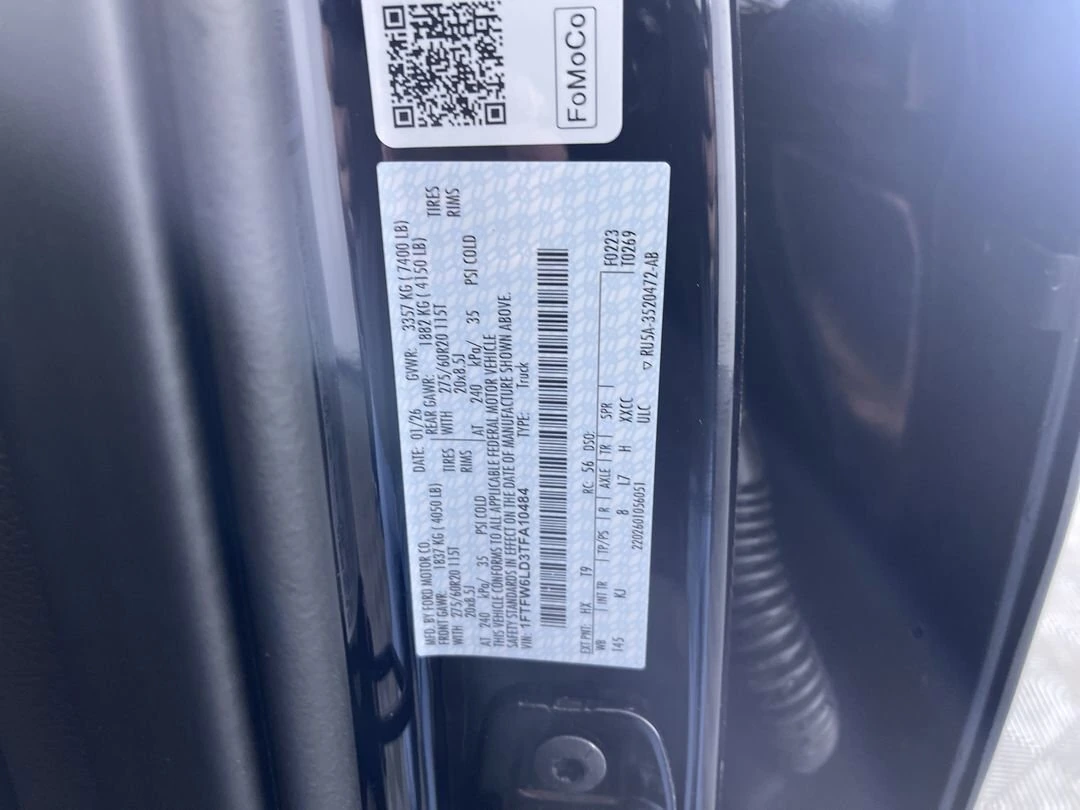 FoMoCo
MFD. BY FORD MOTOR CO. DATE: 01/26 GVWR: 3357 KG ( 7400 LB)
FRONT GAWR: 1837 KG ( 4050 LB) REAR GAWR: 1882 KG ( 4150 LB)
WITH 275/60R20 115T TIRES WITH 275/60R20 115T TIRES
20x8.5J RIMS 20x8.5J RIMS
AT 240 kPa/ 35 PSI COLD AT 240 kPa/ 35 PSI COLD
THIS VEHICLE CONFORMS TO ALL APPLICABLE FEDERAL MOTOR VEHICLE
SAFETY STANDARDS IN EFFECT ON THE DATE OF MANUFACTURE SHOWN ABOVE.
VIN: 1FTFW6LD3TFA10484 TYPE: Truck
EXT PNT: HX T9 RC: 56 DSO: F0223
WB INT TR TP/PS R AXLE TR SPR T0269
145 KJ 8 L7 H XXCC
2202601056051 ULC ▽ RU5A-3520472-AB